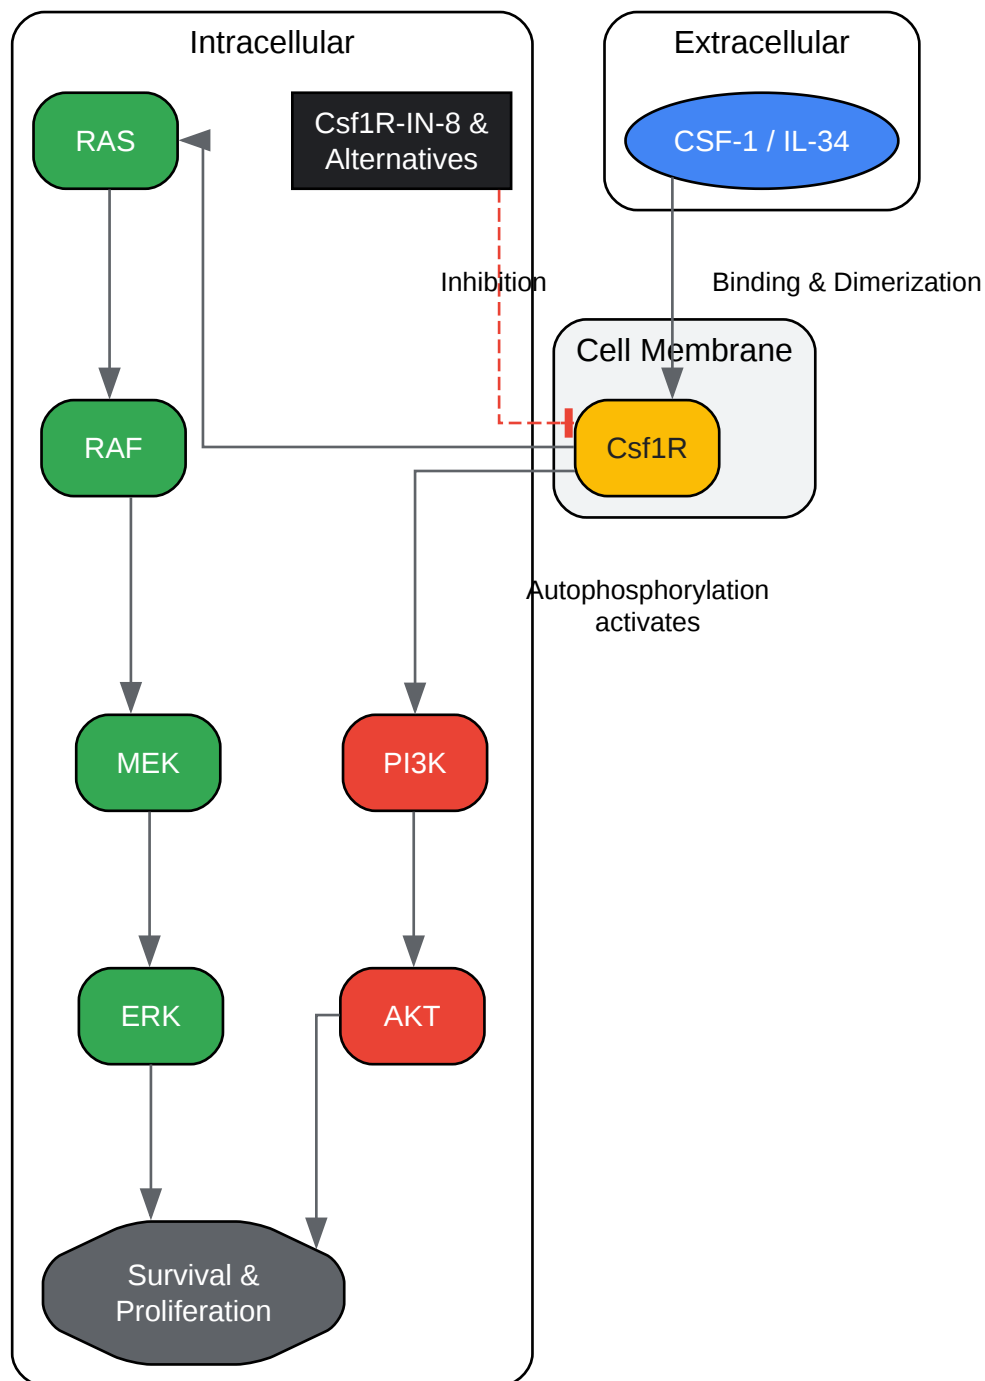 Intracellular
Extracellular
RAS
Csf1R-IN-8 &
Alternatives
CSF-1 / IL-34
Inhibition
Binding & Dimerization
Cell Membrane
RAF
Csf1R
Autophosphorylation
activates
MEK
PI3K
ERK
AKT
Survival &
Proliferation